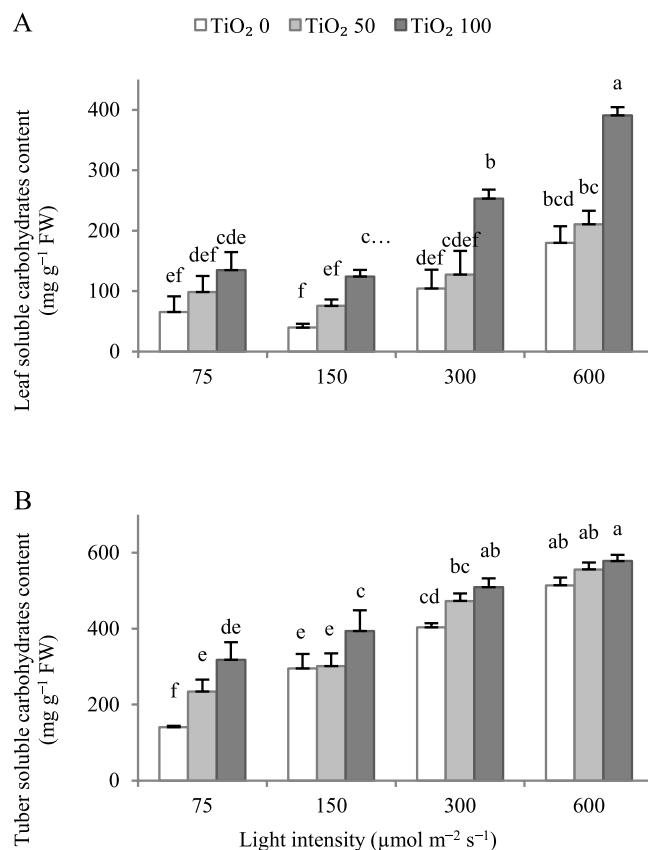 A
TiO₂ 0 TiO₂ 50 TiO₂ 100
Leaf soluble carbohydrates content
(mg g⁻¹ FW)
400
300
200
100
0
ef def cde
f ef c…
def cdef b
bcd bc a
75 150 300 600
B
Tuber soluble carbohydrates content
(mg g⁻¹ FW)
600
400
200
0
f e de
e e c
cd bc ab
ab ab a
75 150 300 600
Light intensity (µmol m⁻² s⁻¹)